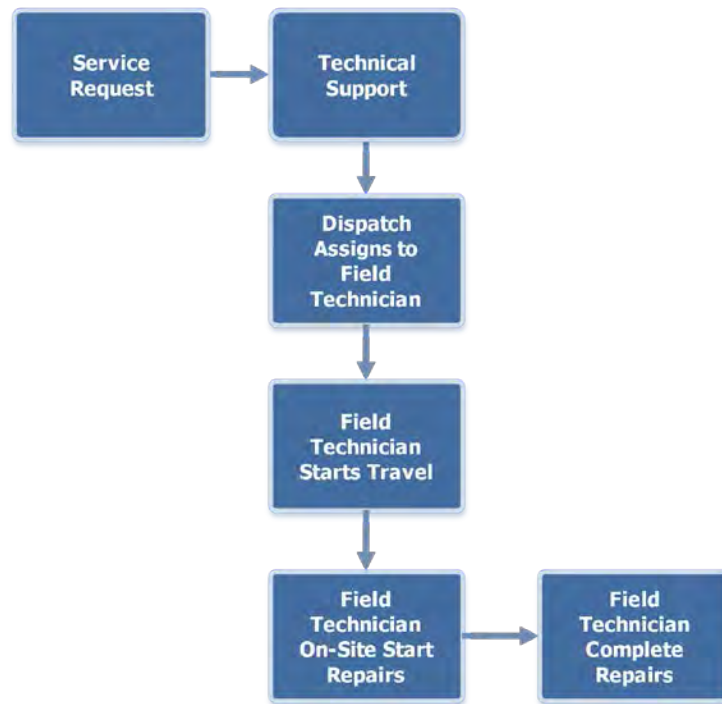 Service
Request
Technical
Support
Dispatch
Assigns to
Field
Technician
Field
Technician
Starts Travel
Field
Technician
On-Site Start
Repairs
Field
Technician
Complete
Repairs